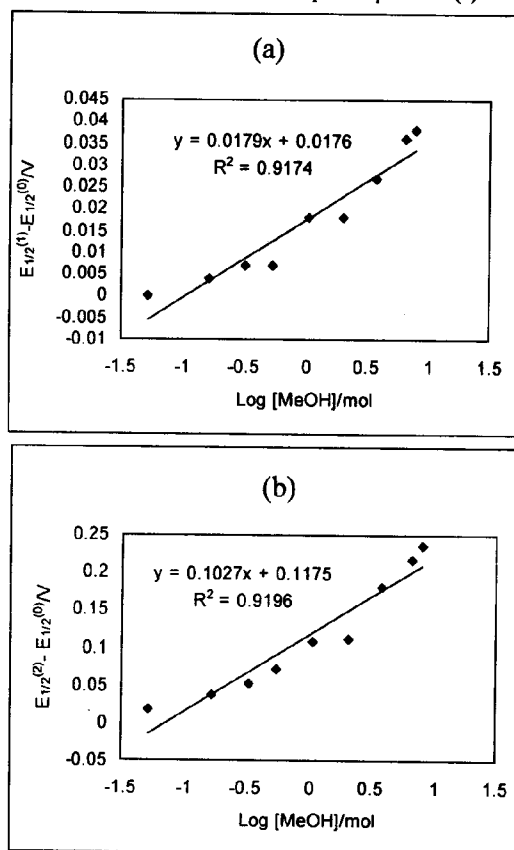 (a)
0.045
0.04
0.035
0.03
0.025
0.02
0.015
0.01
0.005
0
-0.005
-0.01
y = 0.0179x + 0.0176
R² = 0.9174
E1/2(1)-E1/2(0)/V
-1.5 -1 -0.5 0 0.5 1 1.5
Log [MeOH]/mol
(b)
0.25
0.2
0.15
0.1
0.05
0
-0.05
y = 0.1027x + 0.1175
R² = 0.9196
E1/2(2)- E1/2(0)/V
-1.5 -1 -0.5 0 0.5 1 1.5
Log [MeOH]/mol